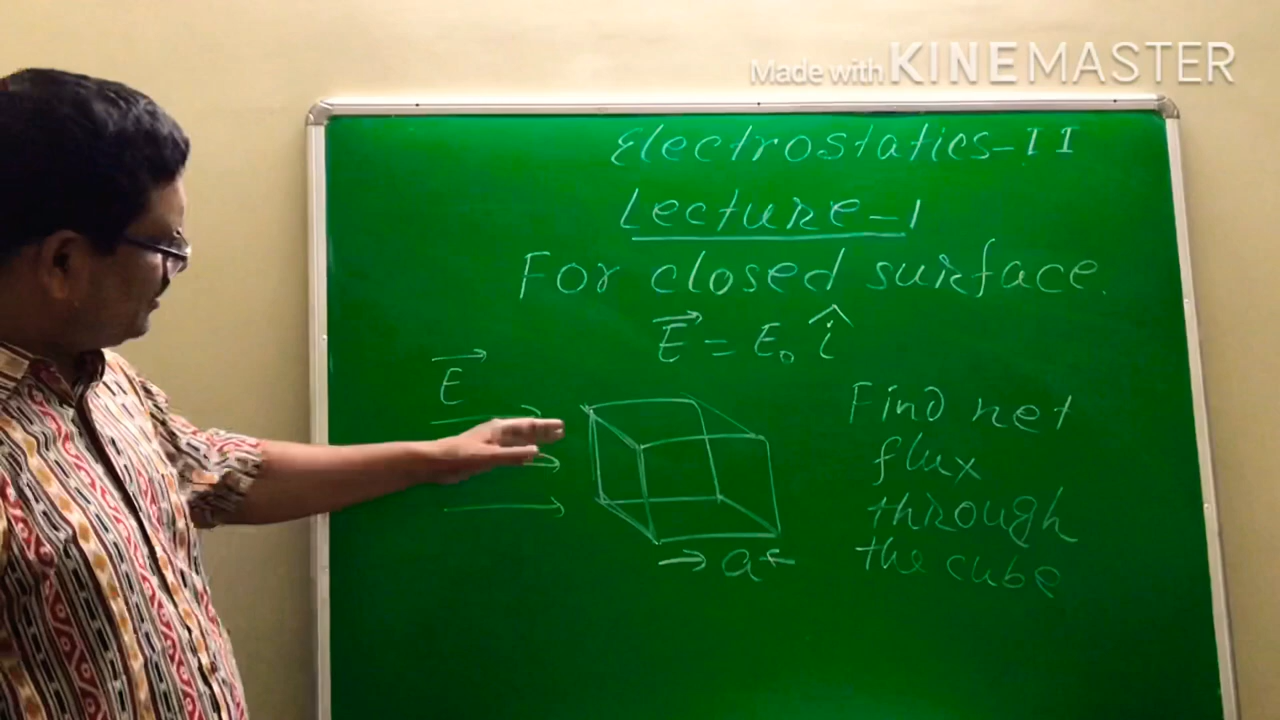 Made with KINEMASTER
Electrostatics-II
Lecture-1
For closed surface.
E⃗ = E₀ î
E⃗
Find net
flux
through
the cube
→ a ←